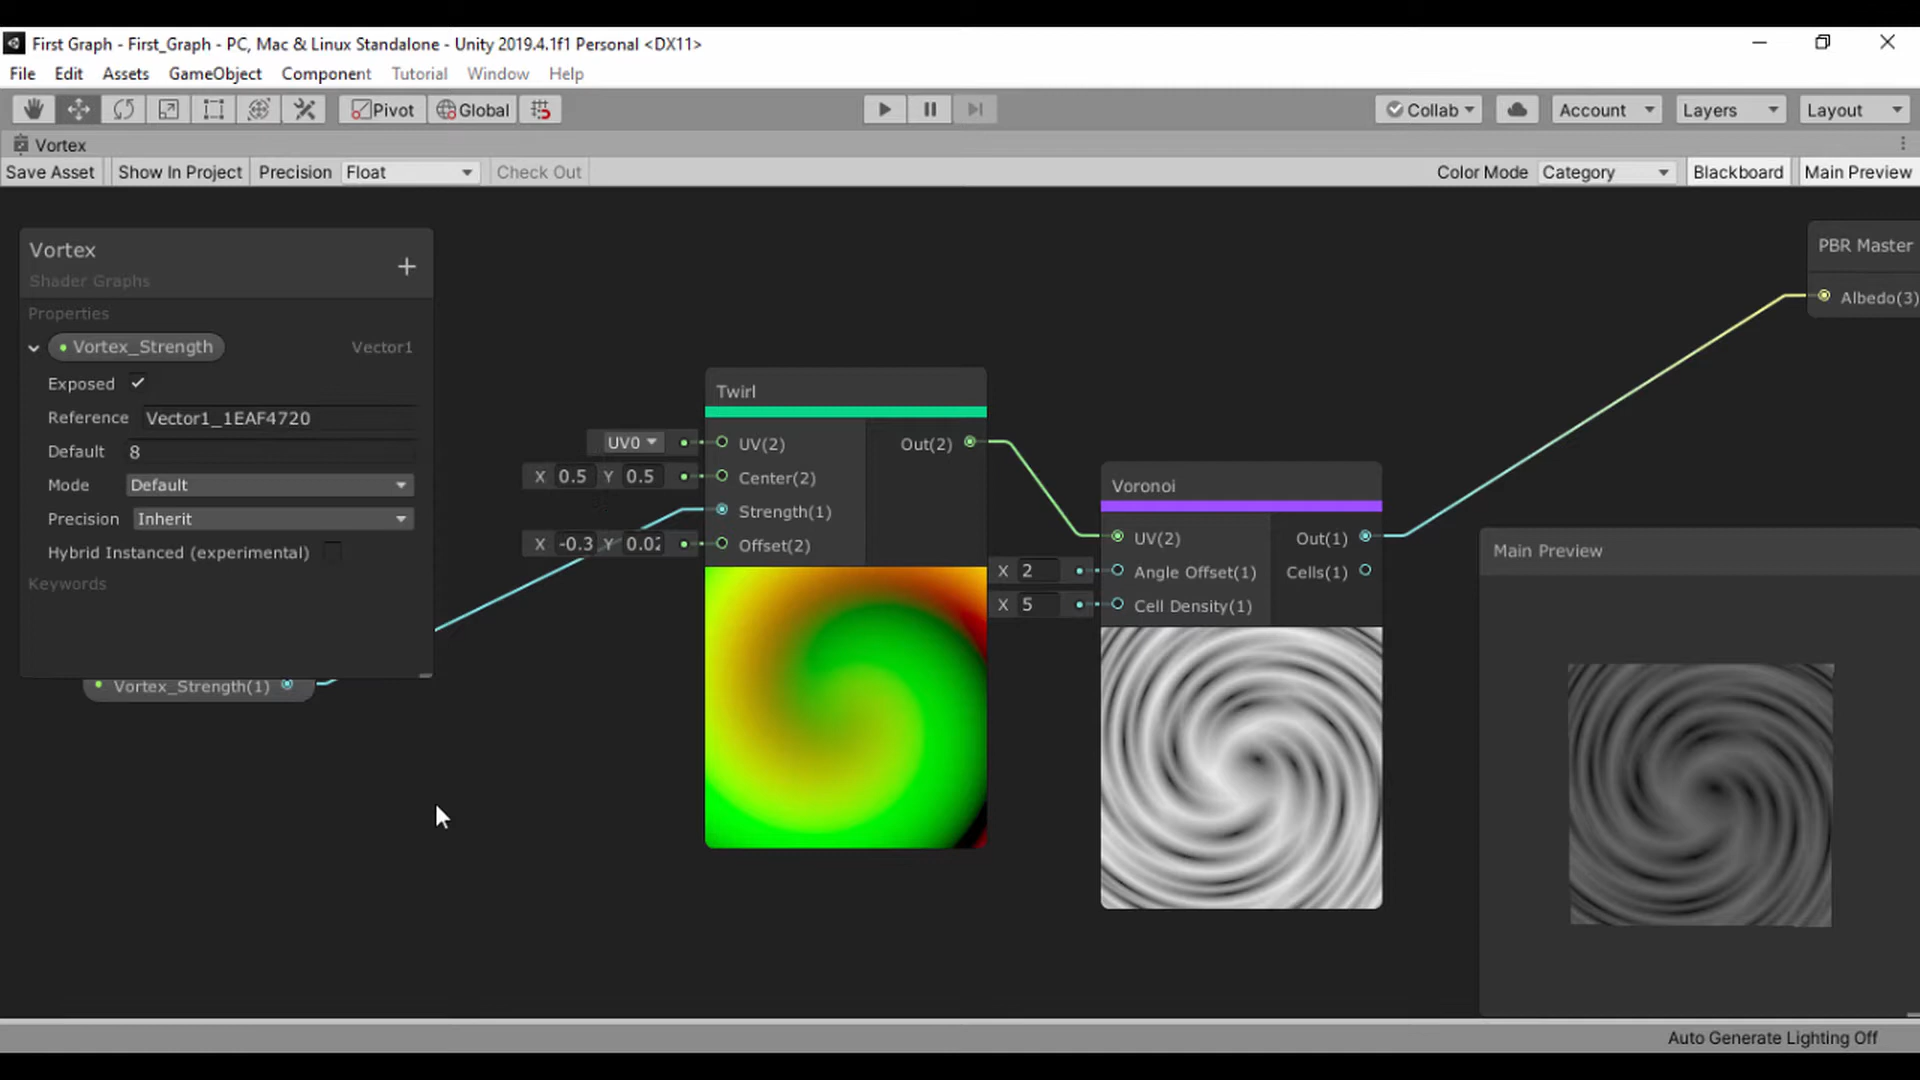 First Graph - First_Graph - PC, Mac & Linux Standalone - Unity 2019.4.1f1 Personal <DX11>
File Edit Assets GameObject Component Tutorial Window Help
Pivot Global Collab Account Layers Layout
Vortex
Save Asset Show In Project Precision Float Check Out Color Mode Category Blackboard Main Preview
Vortex
Shader Graphs
Properties
Vortex_Strength Vector1
Exposed
Reference Vector1_1EAF4720
Default 8
Mode Default
Precision Inherit
Hybrid Instanced (experimental)
Keywords
Vortex_Strength(1)
Twirl
UV0 UV(2) Out(2)
X 0.5 Y 0.5 Center(2)
Strength(1)
X -0.3 Y 0.02 Offset(2)
Voronoi
UV(2) Out(1)
X 2 Angle Offset(1) Cells(1)
X 5 Cell Density(1)
PBR Master
Albedo(3)
Main Preview
Auto Generate Lighting Off